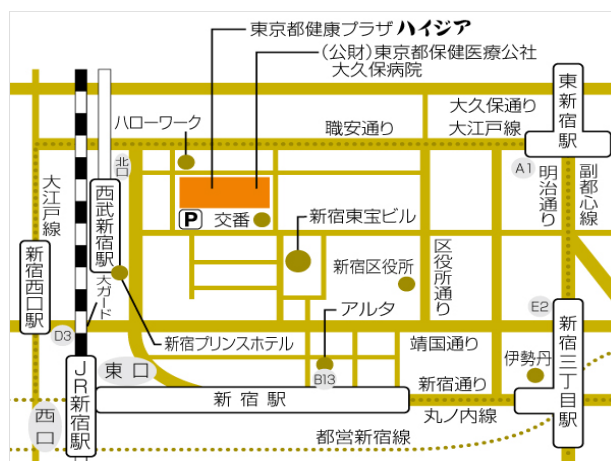 東京都健康プラザ ハイジア
（公財）東京都保健医療公社
大久保病院
ハローワーク
職安通り
大久保通り
大江戸線
東新宿駅
A1
明治通り
副都心線
北口
西武新宿駅
大江戸線
新宿西口駅
大ガード
D3
P
交番
新宿東宝ビル
新宿区役所
区役所通り
新宿プリンスホテル
アルタ
B13
靖国通り
新宿通り
伊勢丹
E2
新宿三丁目駅
東口
JR新宿駅
西口
新宿駅
丸ノ内線
都営新宿線